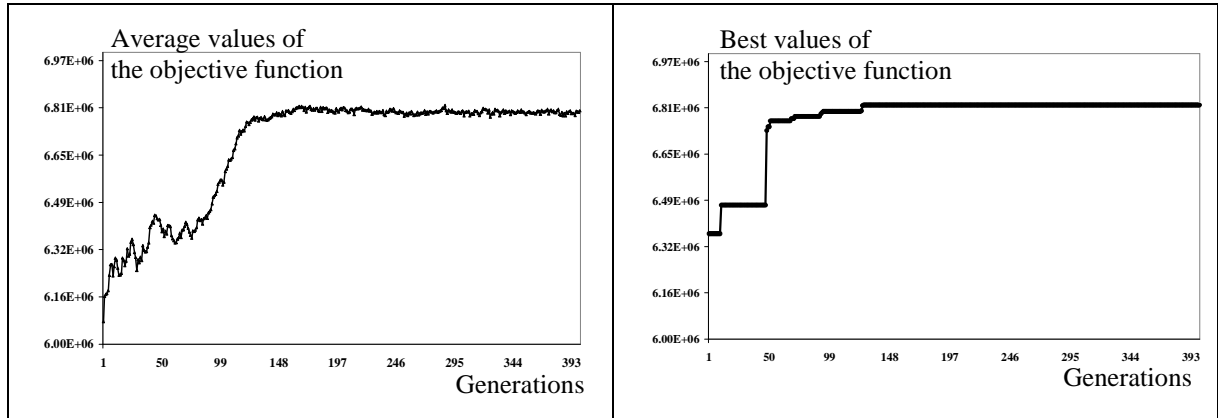 Average values of
the objective function
6.97E+06
6.81E+06
6.65E+06
6.49E+06
6.32E+06
6.16E+06
6.00E+06
1 50 99 148 197 246 295 344 393
Generations
Best values of
the objective function
6.97E+06
6.81E+06
6.65E+06
6.49E+06
6.32E+06
6.16E+06
6.00E+06
1 50 99 148 197 246 295 344 393
Generations